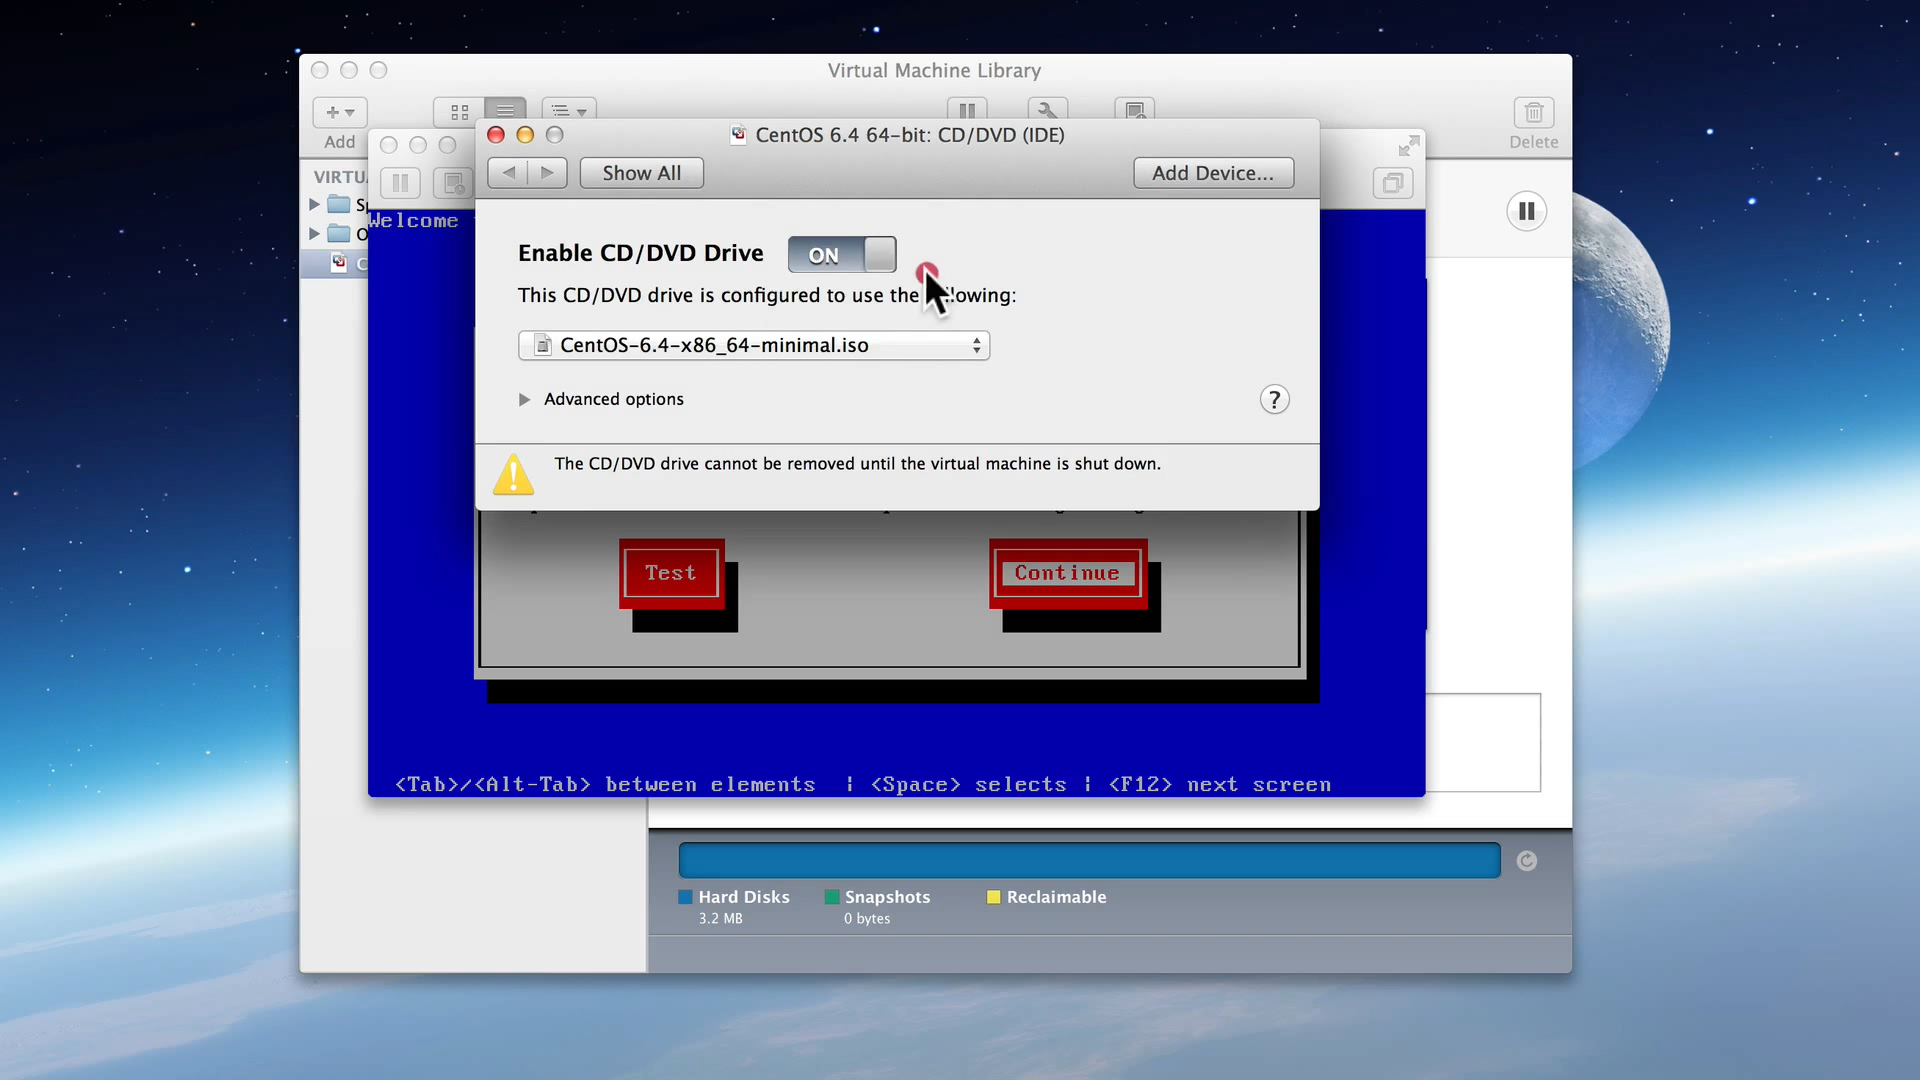 Virtual Machine Library
Add
Delete
CentOS 6.4 64-bit: CD/DVD (IDE)
Show All
Add Device...
VIRTU
Welcome
Enable CD/DVD Drive
ON
This CD/DVD drive is configured to use the
lowing:
CentOS-6.4-x86_64-minimal.iso
Advanced options
?
The CD/DVD drive cannot be removed until the virtual machine is shut down.
Test
Continue
<Tab>/<Alt-Tab> between elements | <Space> selects | <F12> next screen
Hard Disks
Snapshots
Reclaimable
3.2 MB
0 bytes